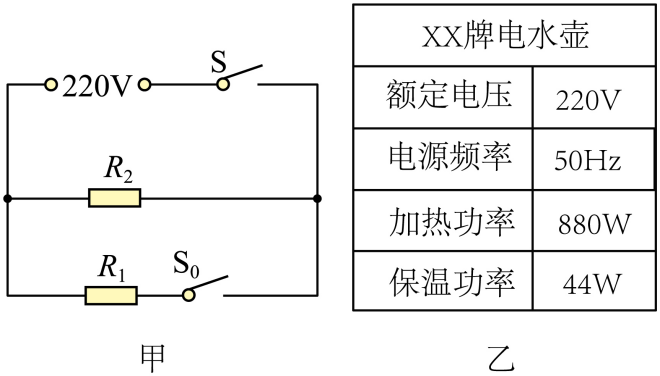 220V
S
R2
R1
S0
甲
XX牌电水壶
额定电压 220V
电源频率 50Hz
加热功率 880W
保温功率 44W
乙